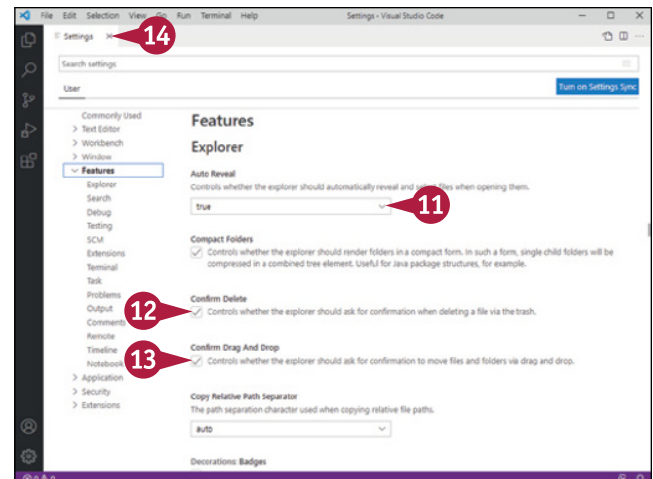 File Edit Selection View Go Run Terminal Help Settings - Visual Studio Code
Settings
14
Search settings
User
Turn on Settings Sync
Commonly Used
Text Editor
Workbench
Window
Features
Explorer
Search
Debug
Testing
SCM
Extensions
Terminal
Task
Problems
Output
Comments
Remote
Timeline
Notebook
Application
Security
Extensions
Features
Explorer
Auto Reveal
Controls whether the explorer should automatically reveal and select files when opening them.
true
11
Compact Folders
Controls whether the explorer should render folders in a compact form. In such a form, single child folders will be
compressed in a combined tree element. Useful for Java package structures, for example.
Confirm Delete
12
Controls whether the explorer should ask for confirmation when deleting a file via the trash.
Confirm Drag And Drop
13
Controls whether the explorer should ask for confirmation to move files and folders via drag and drop.
Copy Relative Path Separator
The path separation character used when copying relative file paths.
auto
Decorations: Badges